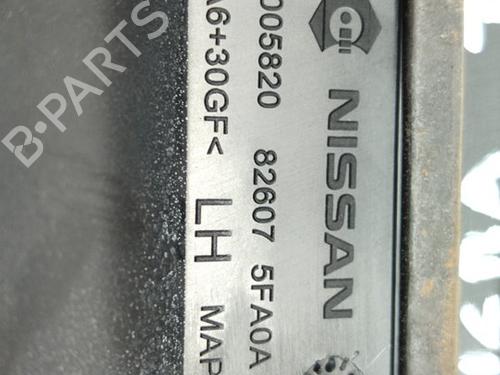 NISSAN
005820 82607 5FA0A
A6+30GF< LH MAP
B-PARTS